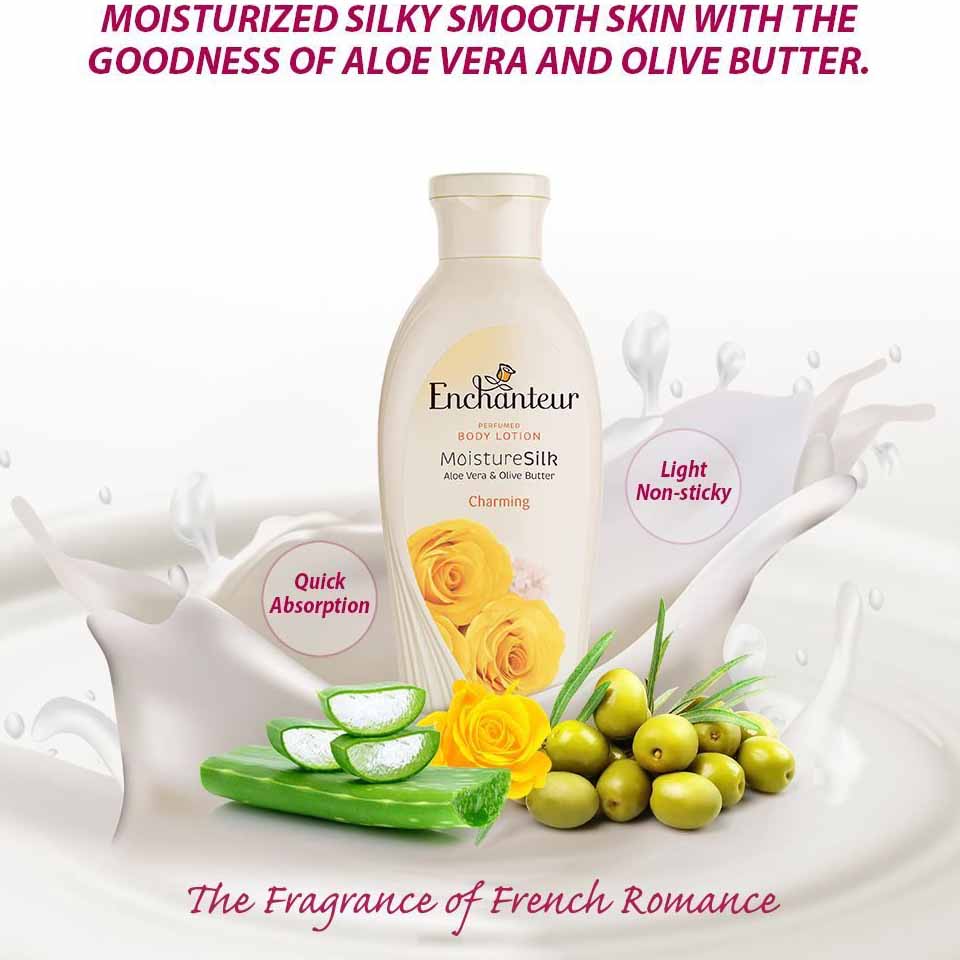 MOISTURIZED SILKY SMOOTH SKIN WITH THE
GOODNESS OF ALOE VERA AND OLIVE BUTTER.
Enchanteur
PERFUMED
BODY LOTION
MoistureSilk
Aloe Vera & Olive Butter
Charming
Light
Non-sticky
Quick
Absorption
The Fragrance of French Romance